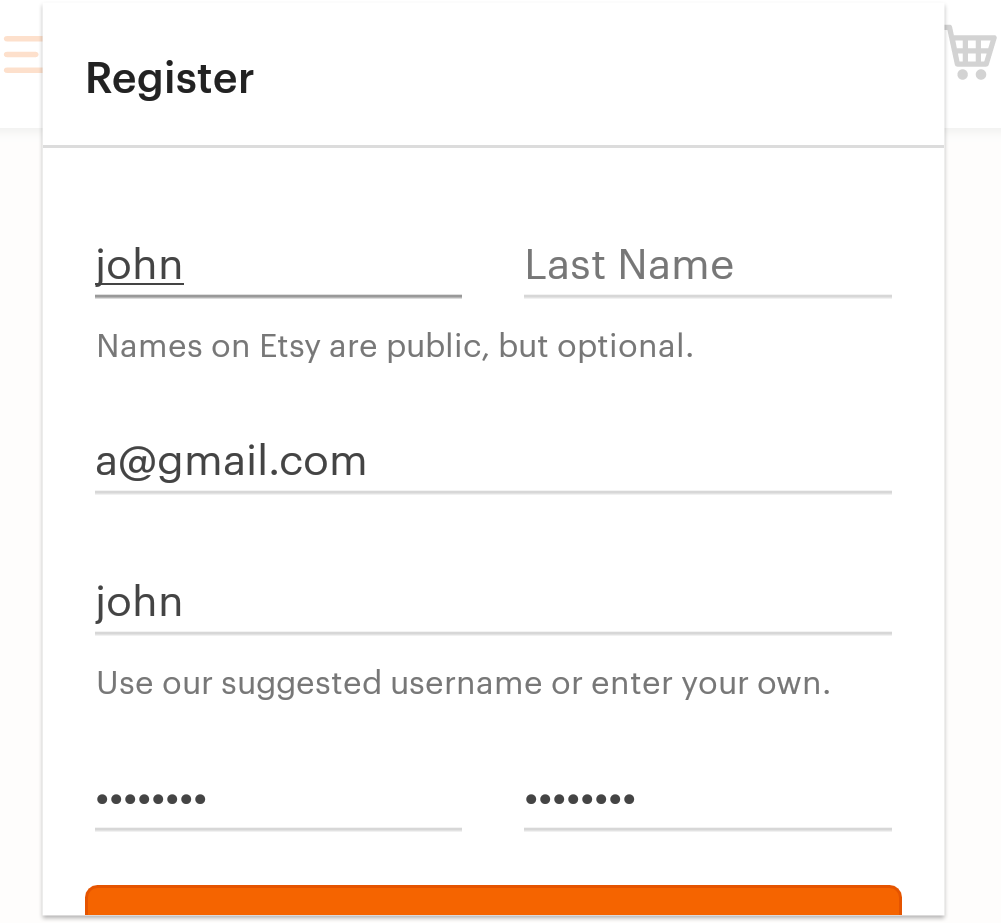 Register
john Last Name
Names on Etsy are public, but optional.
a@gmail.com
john
Use our suggested username or enter your own.
•••••••• ••••••••